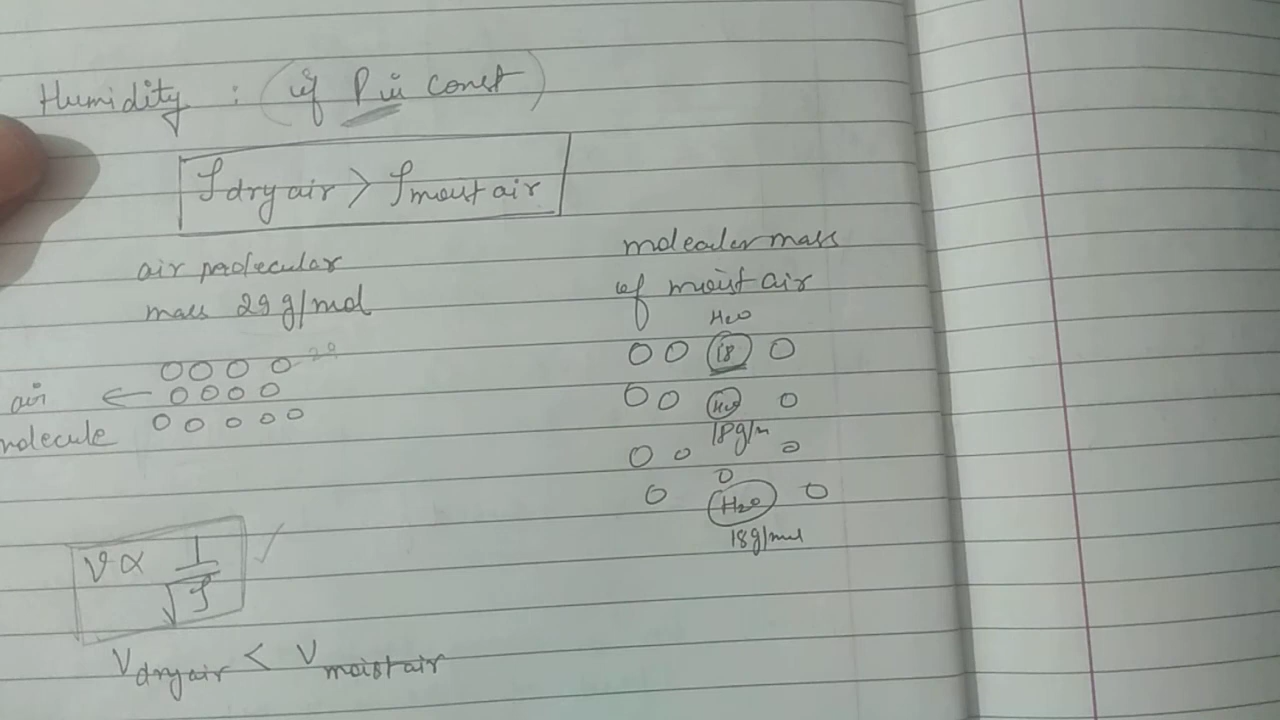 Humidity : (if P is const)
ρdry air > ρmoist air
air molecular
mass 29 g/mol
molecular mass
of moist air
H2O
18
29
air ←
molecule
H2O
18g/m
H2O
18g/mol
v ∝ 1/√ρ
Vdry air < Vmoist air